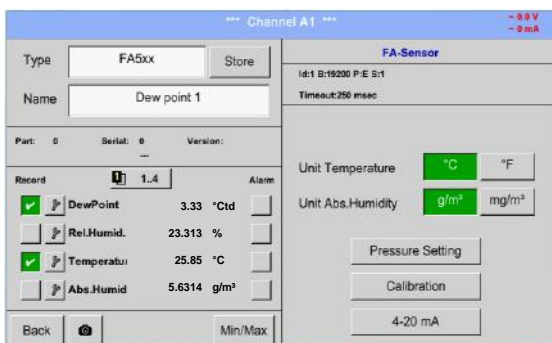 *** Channel A1 ***
~ 0.0 V
~ 0 mA
Type
FA5xx
Store
Name
Dew point 1
Part: 0 Serial: 0 Version:
---
Record
1..4
Alarm
DewPoint 3.33 °Ctd
Rel.Humid. 23.313 %
Temperatur 25.85 °C
Abs.Humid 5.6314 g/m³
Back
Min/Max
FA-Sensor
Id:1 B:19200 P:E S:1
Timeout:250 msec
Unit Temperature °C °F
Unit Abs.Humidity g/m³ mg/m³
Pressure Setting
Calibration
4-20 mA